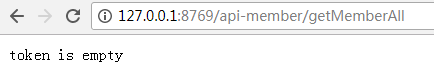 127.0.0.1:8769/api-member/getMemberAll
token is empty